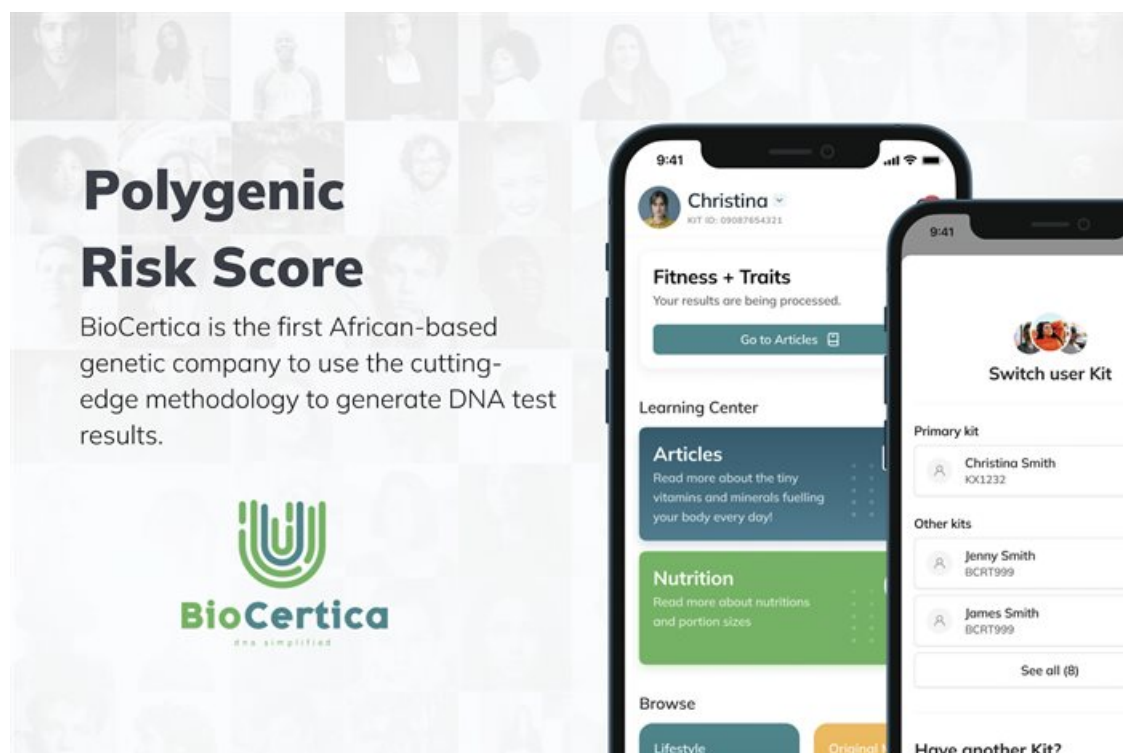 Polygenic
Risk Score
BioCertica is the first African-based
genetic company to use the cutting-
edge methodology to generate DNA test
results.
BioCertica
dna simplified
9:41
Christina
KIT ID: 09087654321
Fitness + Traits
Your results are being processed.
Go to Articles
Learning Center
Articles
Read more about the tiny
vitamins and minerals fuelling
your body every day!
Nutrition
Read more about nutritions
and portion sizes
Browse
Lifestyle
Original
9:41
Switch user Kit
Primary kit
Christina Smith
KX1232
Other kits
Jenny Smith
BCRT999
James Smith
BCRT999
See all (8)
Have another Kit?